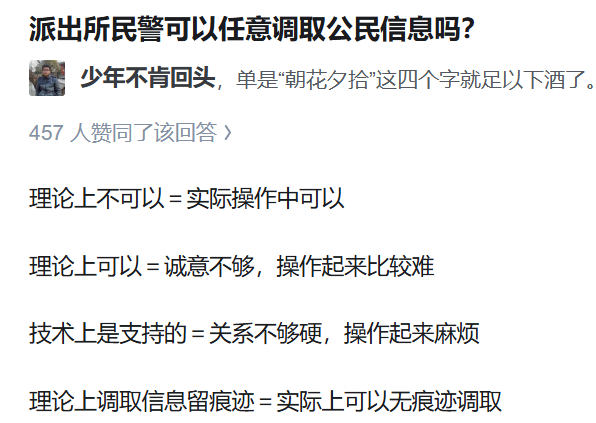 派出所民警可以任意调取公民信息吗？
少年不肯回头，单是“朝花夕拾”这四个字就足以下酒了。
457 人赞同了该回答 >
理论上不可以＝实际操作中可以
理论上可以＝诚意不够，操作起来比较难
技术上是支持的＝关系不够硬，操作起来麻烦
理论上调取信息留痕迹＝实际上可以无痕迹调取